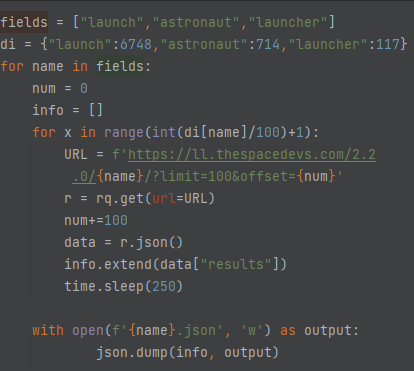 fields = ["launch","astronaut","launcher"]
di = {"launch":6748,"astronaut":714,"launcher":117}
for name in fields:
    num = 0
    info = []
    for x in range(int(di[name]/100)+1):
        URL = f'https://ll.thespacedevs.com/2.2
         .0/{name}/?limit=100&offset={num}'
        r = rq.get(url=URL)
        num+=100
        data = r.json()
        info.extend(data["results"])
        time.sleep(250)

    with open(f'{name}.json', 'w') as output:
            json.dump(info, output)